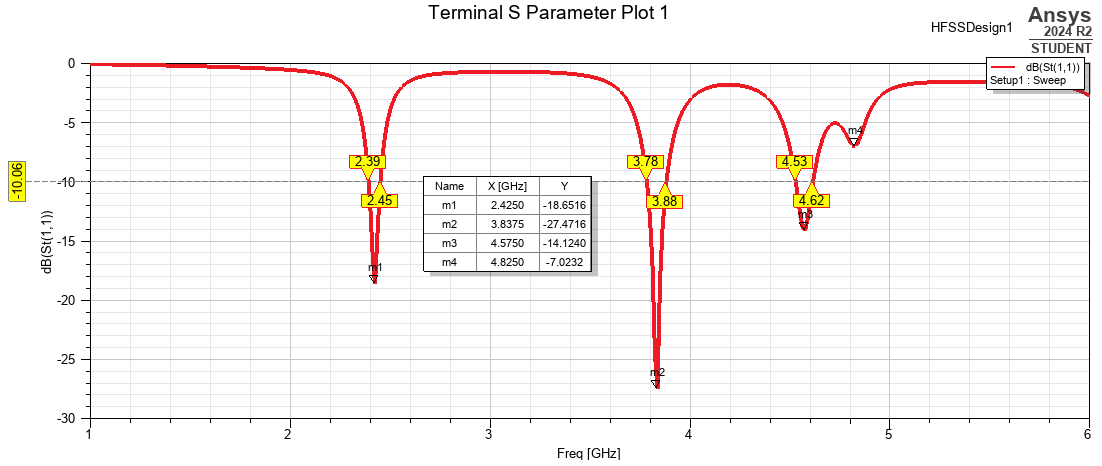 Terminal S Parameter Plot 1
HFSSDesign1
Ansys
2024 R2
STUDENT
dB(St(1,1))
Setup1 : Sweep
0
-5
-10
-15
-20
-25
-30
dB(St(1,1))
-10.06
2.39
2.45
3.78
3.88
4.53
4.62
m1
m2
m3
m4
Name X [GHz] Y
m1 2.4250 -18.6516
m2 3.8375 -27.4716
m3 4.5750 -14.1240
m4 4.8250 -7.0232
1 2 3 4 5 6
Freq [GHz]